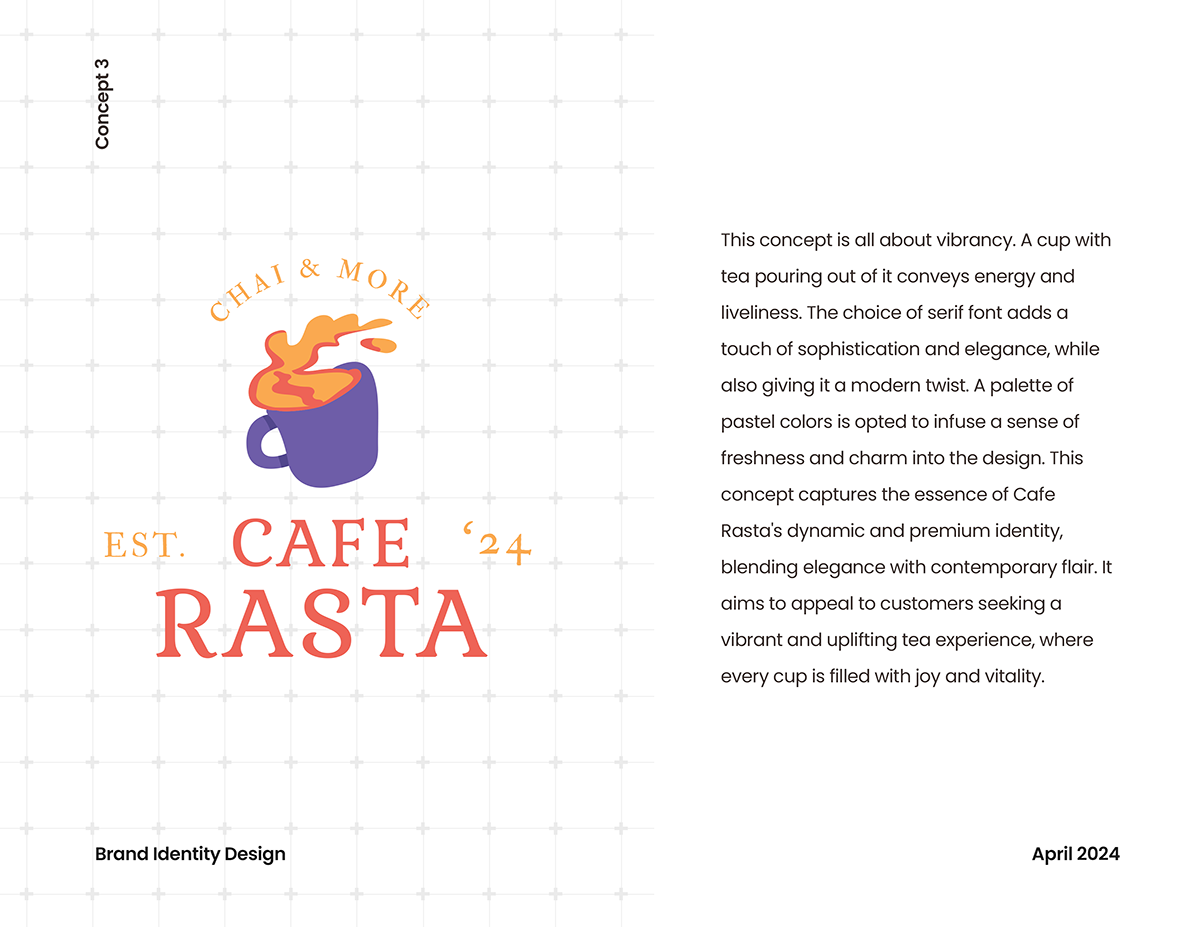 Concept 3
CHAI & MORE
EST. CAFE ‘24
RASTA
This concept is all about vibrancy. A cup with
tea pouring out of it conveys energy and
liveliness. The choice of serif font adds a
touch of sophistication and elegance, while
also giving it a modern twist. A palette of
pastel colors is opted to infuse a sense of
freshness and charm into the design. This
concept captures the essence of Cafe
Rasta's dynamic and premium identity,
blending elegance with contemporary flair. It
aims to appeal to customers seeking a
vibrant and uplifting tea experience, where
every cup is filled with joy and vitality.
Brand Identity Design
April 2024